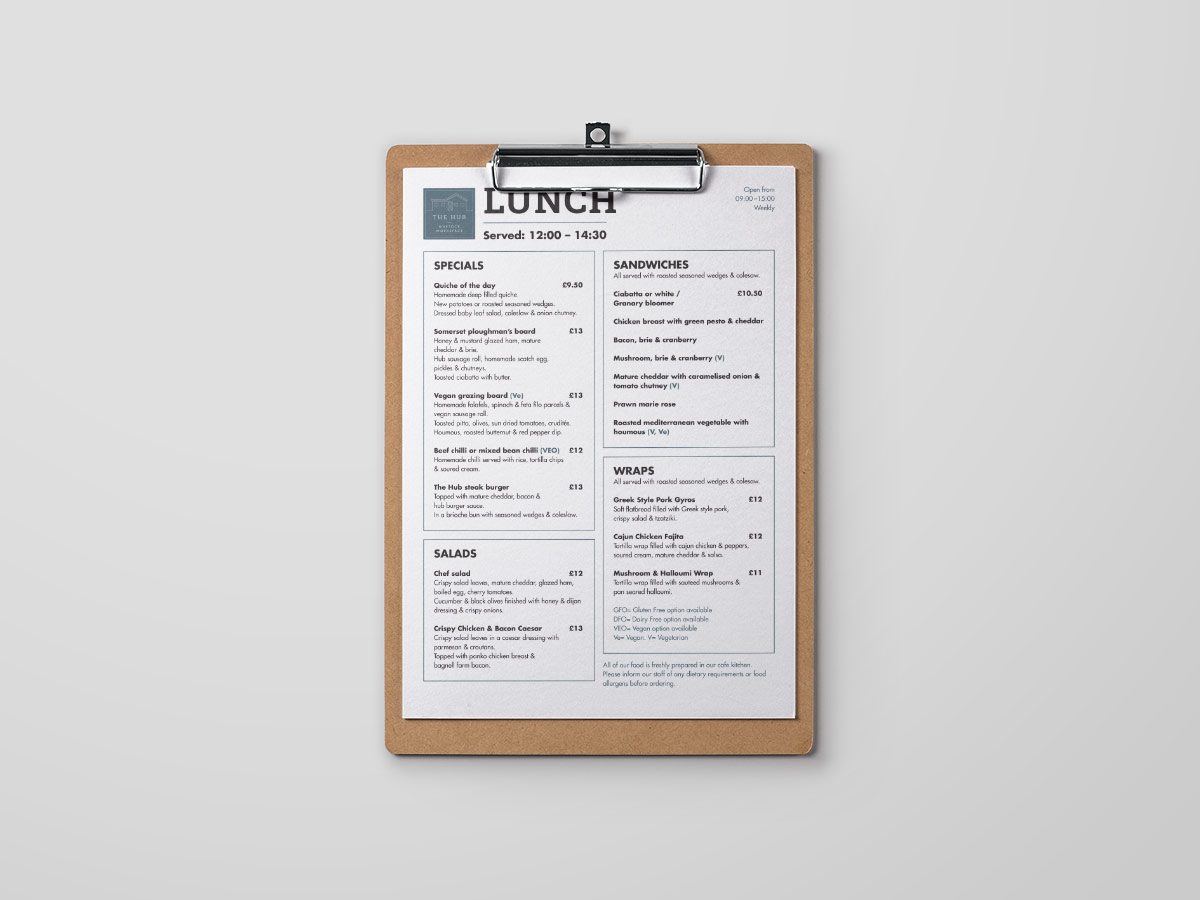 THE HUB
LUNCH
Served: 12:00 – 14:30
Open from
09:00–15:00
Weekly
SPECIALS
Quiche of the day £9.50
Homemade deep filled quiche.
New potatoes or roasted seasoned wedges.
Dressed baby leaf salad, coleslaw & onion chutney.
Somerset ploughman's board £13
Honey & mustard glazed ham, mature
cheddar & brie.
Hub sausage roll, homemade scotch egg,
pickles & chutneys.
Toasted ciabatta with butter.
Vegan grazing board (Ve) £13
Homemade falafels, spinach & feta filo parcels &
vegan sausage roll.
Toasted pitta, olives, sun dried tomatoes, crudités.
Houmous, roasted butternut & red pepper dip.
Beef chilli or mixed bean chilli (VEO) £12
Homemade chilli served with rice, tortilla chips
& soured cream.
The Hub steak burger £13
Topped with mature cheddar, bacon &
hub burger sauce.
In a brioche bun with seasoned wedges & coleslaw.
SALADS
Chef salad £12
Crispy salad leaves, mature cheddar, glazed ham,
boiled egg, cherry tomatoes.
Cucumber & black olives finished with honey & dijon
dressing & crispy onions.
Crispy Chicken & Bacon Caesar £13
Crispy salad leaves in a caesar dressing with
parmesan & croutons.
Topped with panko chicken breast &
bagnell farm bacon.
SANDWICHES
All served with roasted seasoned wedges & coleslaw.
Ciabatta or white / £10.50
Granary bloomer
Chicken breast with green pesto & cheddar
Bacon, brie & cranberry
Mushroom, brie & cranberry (V)
Mature cheddar with caramelised onion &
tomato chutney (V)
Prawn marie rose
Roasted mediterranean vegetable with
houmous (V, Ve)
WRAPS
All served with roasted seasoned wedges & coleslaw.
Greek Style Pork Gyros £12
Soft flatbread filled with Greek style pork,
crispy salad & tzatziki.
Cajun Chicken Fajita £12
Tortilla wrap filled with cajun chicken & peppers,
soured cream, mature cheddar & salsa.
Mushroom & Halloumi Wrap £11
Tortilla wrap filled with sauteed mushrooms &
pan seared halloumi.
GFO= Gluten Free option available
DFO= Dairy Free option available
VEO= Vegan option available
Ve= Vegan. V= Vegetarian
All of our food is freshly prepared in our cafe kitchen.
Please inform our staff of any dietary requirements or food
allergens before ordering.